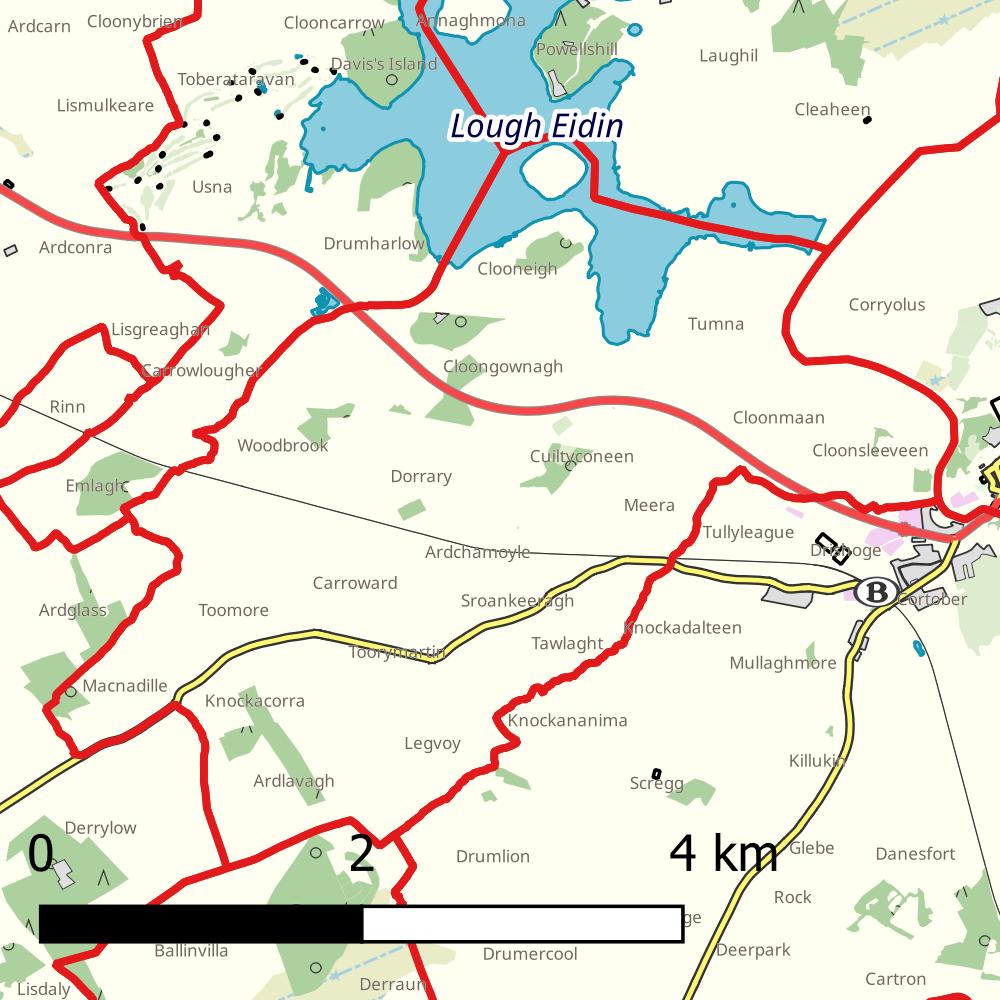 Clooncarrow
Annaghmona
Ardcarn
Cloonybrien
Powellshill
Laughil
Davis's Island
Toberataravan
Lismulkeare
Cleaheen
Lough Eidin
Usna
Ardconra
Drumharlow
Clooneigh
Corryolus
Lisgreaghan
Tumna
Carrowlougher
Cloongownagh
Rinn
Cloonmaan
Woodbrook
Cloonsleeven
Cuiltyconeen
Dorrary
Emlagh
Meera
Tullyleague
Ardchamoyle
Drishoge
Carroward
B
Cortober
Sroankeeragh
Ardglass
Toomore
Knockadalteen
Tawlaght
Toorymartin
Mullaghmore
Macnadille
Knockacorra
Knockananima
Legvoy
Killukin
Ardlavagh
Scregg
Derrylow
0
2
4 km
Glebe
Drumlion
Danesfort
Rock
ge
Ballinvilla
Drumercool
Deerpark
Cartron
Derraun
Lisdaly